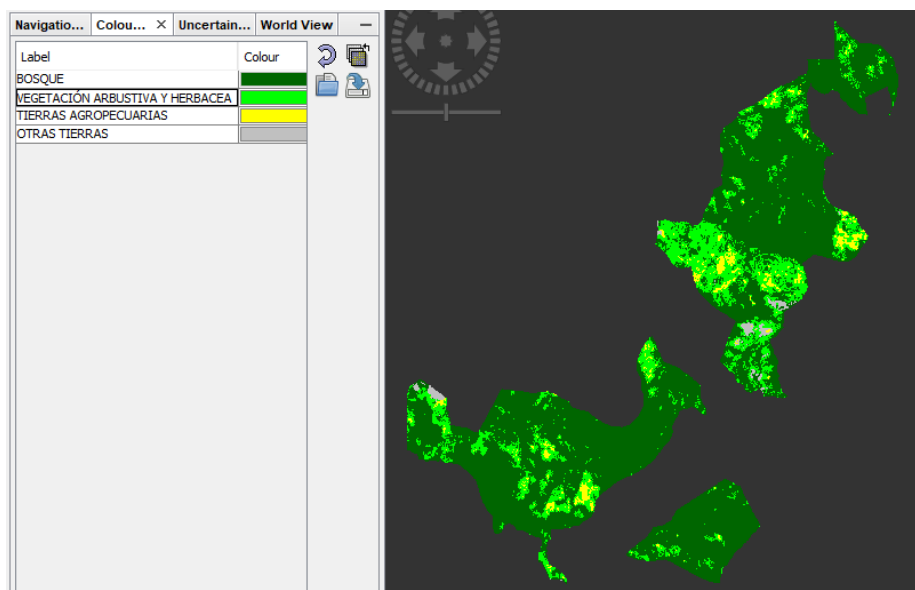 Navigatio... Colou... × Uncertain... World View –
Label Colour
BOSQUE
VEGETACIÓN ARBUSTIVA Y HERBACEA
TIERRAS AGROPECUARIAS
OTRAS TIERRAS